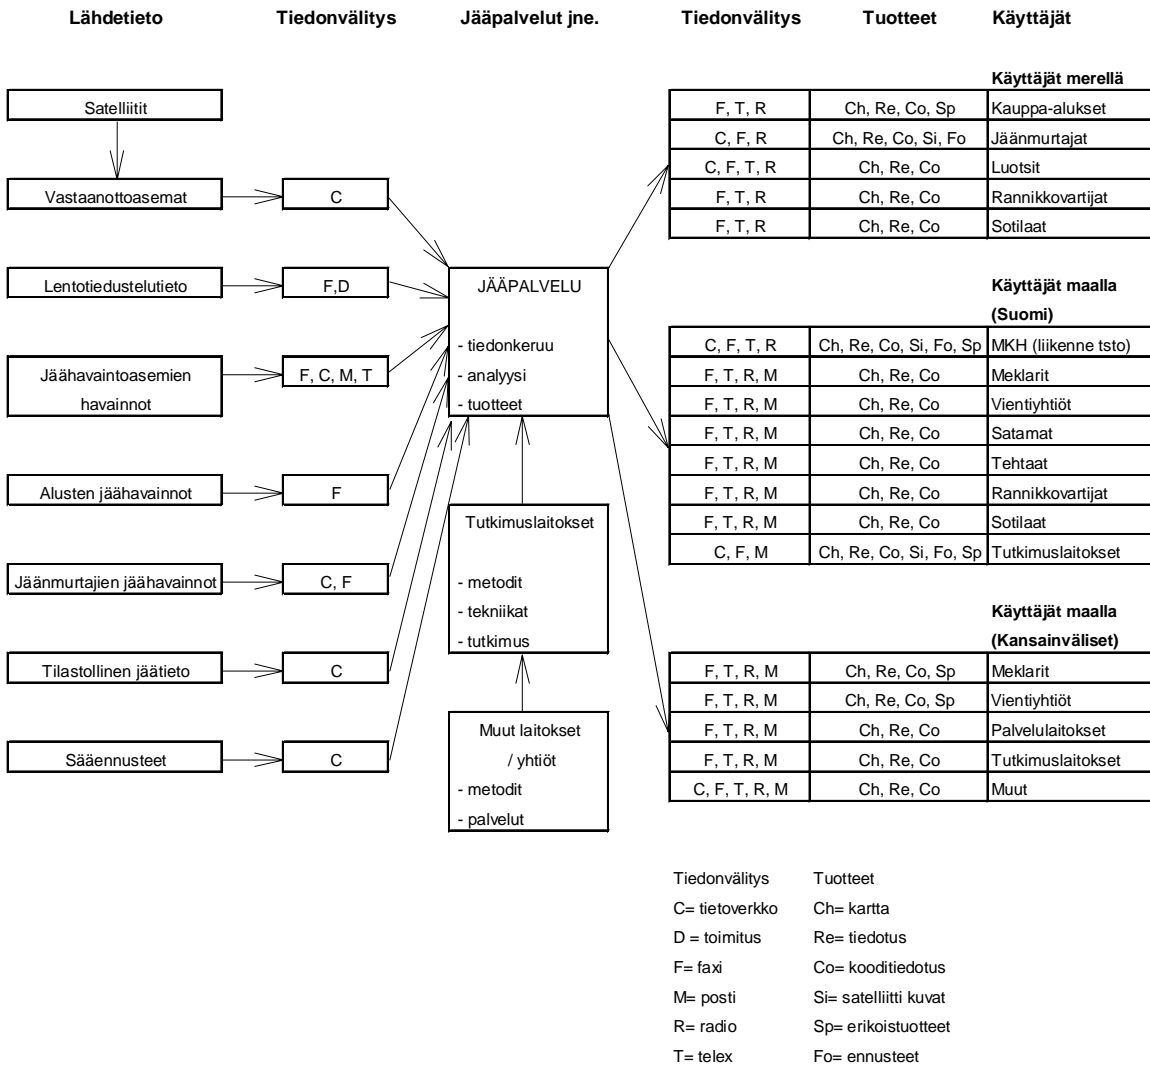 Lähdetieto Tiedonvälitys Jääpalvelut jne. Tiedonvälitys Tuotteet Käyttäjät
Satelliitit
Vastaanottoasemat C
Lentotiedustelutieto F,D
Jäähavaintoasemien
havainnot
F, C, M, T
Alusten jäähavainnot F
Jäänmurtajien jäähavainnot C, F
Tilastollinen jäätieto C
Sääennusteet C
JÄÄPALVELU
- tiedonkeruu
- analyysi
- tuotteet
Tutkimuslaitokset
- metodit
- tekniikat
- tutkimus
Muut laitokset
/ yhtiöt
- metodit
- palvelut
Käyttäjät merellä
F, T, R Ch, Re, Co, Sp Kauppa-alukset
C, F, R Ch, Re, Co, Si, Fo Jäänmurtajat
C, F, T, R Ch, Re, Co Luotsit
F, T, R Ch, Re, Co Rannikkovartijat
F, T, R Ch, Re, Co Sotilaat
Käyttäjät maalla
(Suomi)
C, F, T, R Ch, Re, Co, Si, Fo, Sp MKH (liikenne tsto)
F, T, R, M Ch, Re, Co Meklarit
F, T, R, M Ch, Re, Co Vientiyhtiöt
F, T, R, M Ch, Re, Co Satamat
F, T, R, M Ch, Re, Co Tehtaat
F, T, R, M Ch, Re, Co Rannikkovartijat
F, T, R, M Ch, Re, Co Sotilaat
C, F, M Ch, Re, Co, Si, Fo, Sp Tutkimuslaitokset
Käyttäjät maalla
(Kansainväliset)
F, T, R, M Ch, Re, Co, Sp Meklarit
F, T, R, M Ch, Re, Co, Sp Vientiyhtiöt
F, T, R, M Ch, Re, Co Palvelulaitokset
F, T, R, M Ch, Re, Co Tutkimuslaitokset
C, F, T, R, M Ch, Re, Co Muut
Tiedonvälitys Tuotteet
C= tietoverkko Ch= kartta
D = toimitus Re= tiedotus
F= faxi Co= kooditiedotus
M= posti Si= satelliitti kuvat
R= radio Sp= erikoistuotteet
T= telex Fo= ennusteet